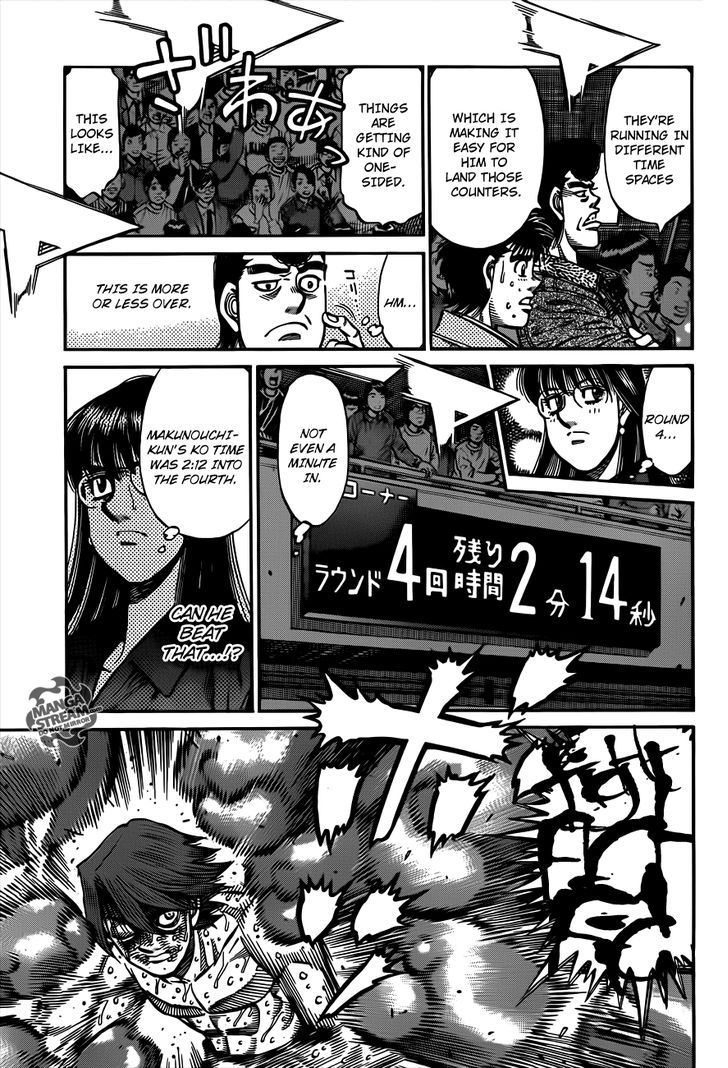 THEY'RE
RUNNING IN
DIFFERENT
TIME
SPACES
WHICH IS
MAKING IT
EASY FOR
HIM TO
LAND THOSE
COUNTERS.
THINGS
ARE
GETTING
KIND OF
ONE-
SIDED.
ざわあっ
THIS
LOOKS
LIKE...
HM...
THIS IS MORE
OR LESS OVER.
ROUND
4...
NOT
EVEN A
MINUTE
IN.
コーナー
ラウンド 4回 残り時間 2分 14秒
MAKUNOUCHI-
KUN'S KO TIME
WAS 2:12 INTO
THE FOURTH.
CAN HE
BEAT
THAT...!?
MANGA
STREAM.COM
DO NOT MIRROR!